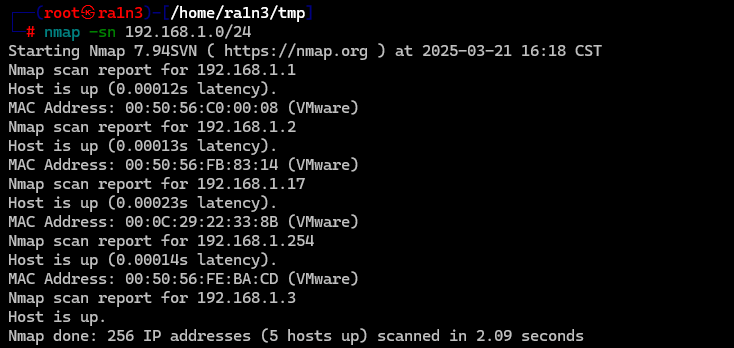 ┌──(root㉿ra1n3)-[/home/ra1n3/tmp]
└─# nmap -sn 192.168.1.0/24
Starting Nmap 7.94SVN ( https://nmap.org ) at 2025-03-21 16:18 CST
Nmap scan report for 192.168.1.1
Host is up (0.00012s latency).
MAC Address: 00:50:56:C0:00:08 (VMware)
Nmap scan report for 192.168.1.2
Host is up (0.00013s latency).
MAC Address: 00:50:56:FB:83:14 (VMware)
Nmap scan report for 192.168.1.17
Host is up (0.00023s latency).
MAC Address: 00:0C:29:22:33:8B (VMware)
Nmap scan report for 192.168.1.254
Host is up (0.00014s latency).
MAC Address: 00:50:56:FE:BA:CD (VMware)
Nmap scan report for 192.168.1.3
Host is up.
Nmap done: 256 IP addresses (5 hosts up) scanned in 2.09 seconds